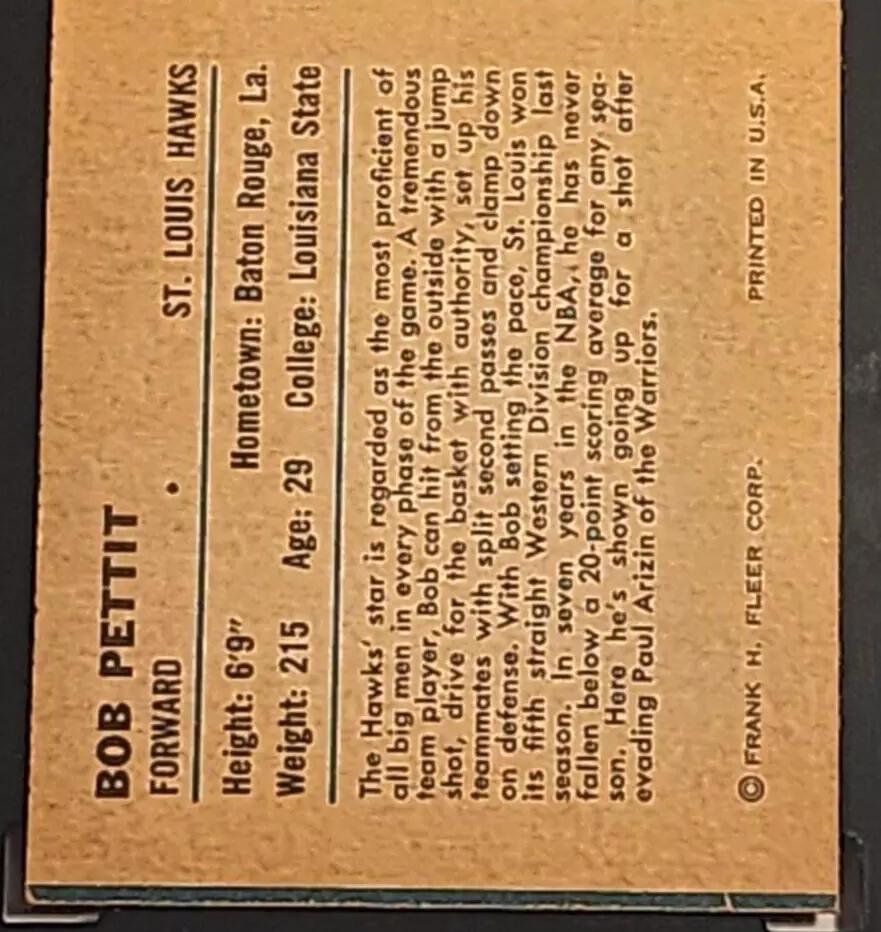 BOB PETTIT
FORWARD • ST. LOUIS HAWKS
Height: 6'9" Hometown: Baton Rouge, La.
Weight: 215 Age: 29 College: Louisiana State
The Hawks' star is regarded as the most proficient of
all big men in every phase of the game. A tremendous
team player, Bob can hit from the outside with a jump
shot, drive for the basket with authority, set up his
teammates with split second passes and clamp down
on defense. With Bob setting the pace, St. Louis won
its fifth straight Western Division championship last
season. In seven years in the NBA, he has never
fallen below a 20-point scoring average for any sea-
son. Here he's shown going up for a shot after
evading Paul Arizin of the Warriors.
© FRANK H. FLEER CORP. PRINTED IN U.S.A.